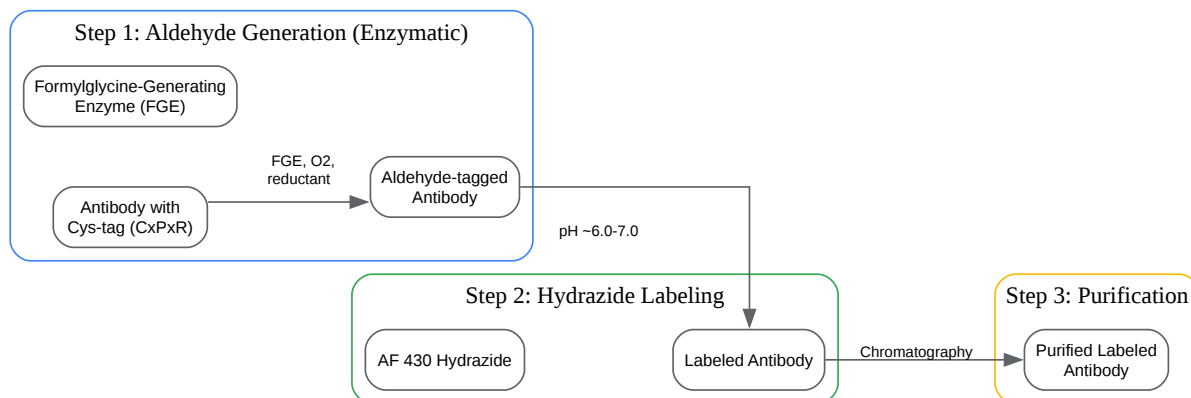 Step 1: Aldehyde Generation (Enzymatic)
Formylglycine-Generating
Enzyme (FGE)
FGE, O2,
reductant
Aldehyde-tagged
Antibody
Antibody with
Cys-tag (CxPxR)
pH ~6.0-7.0
Step 2: Hydrazide Labeling
AF 430 Hydrazide
Labeled Antibody
Chromatography
Step 3: Purification
Purified Labeled
Antibody